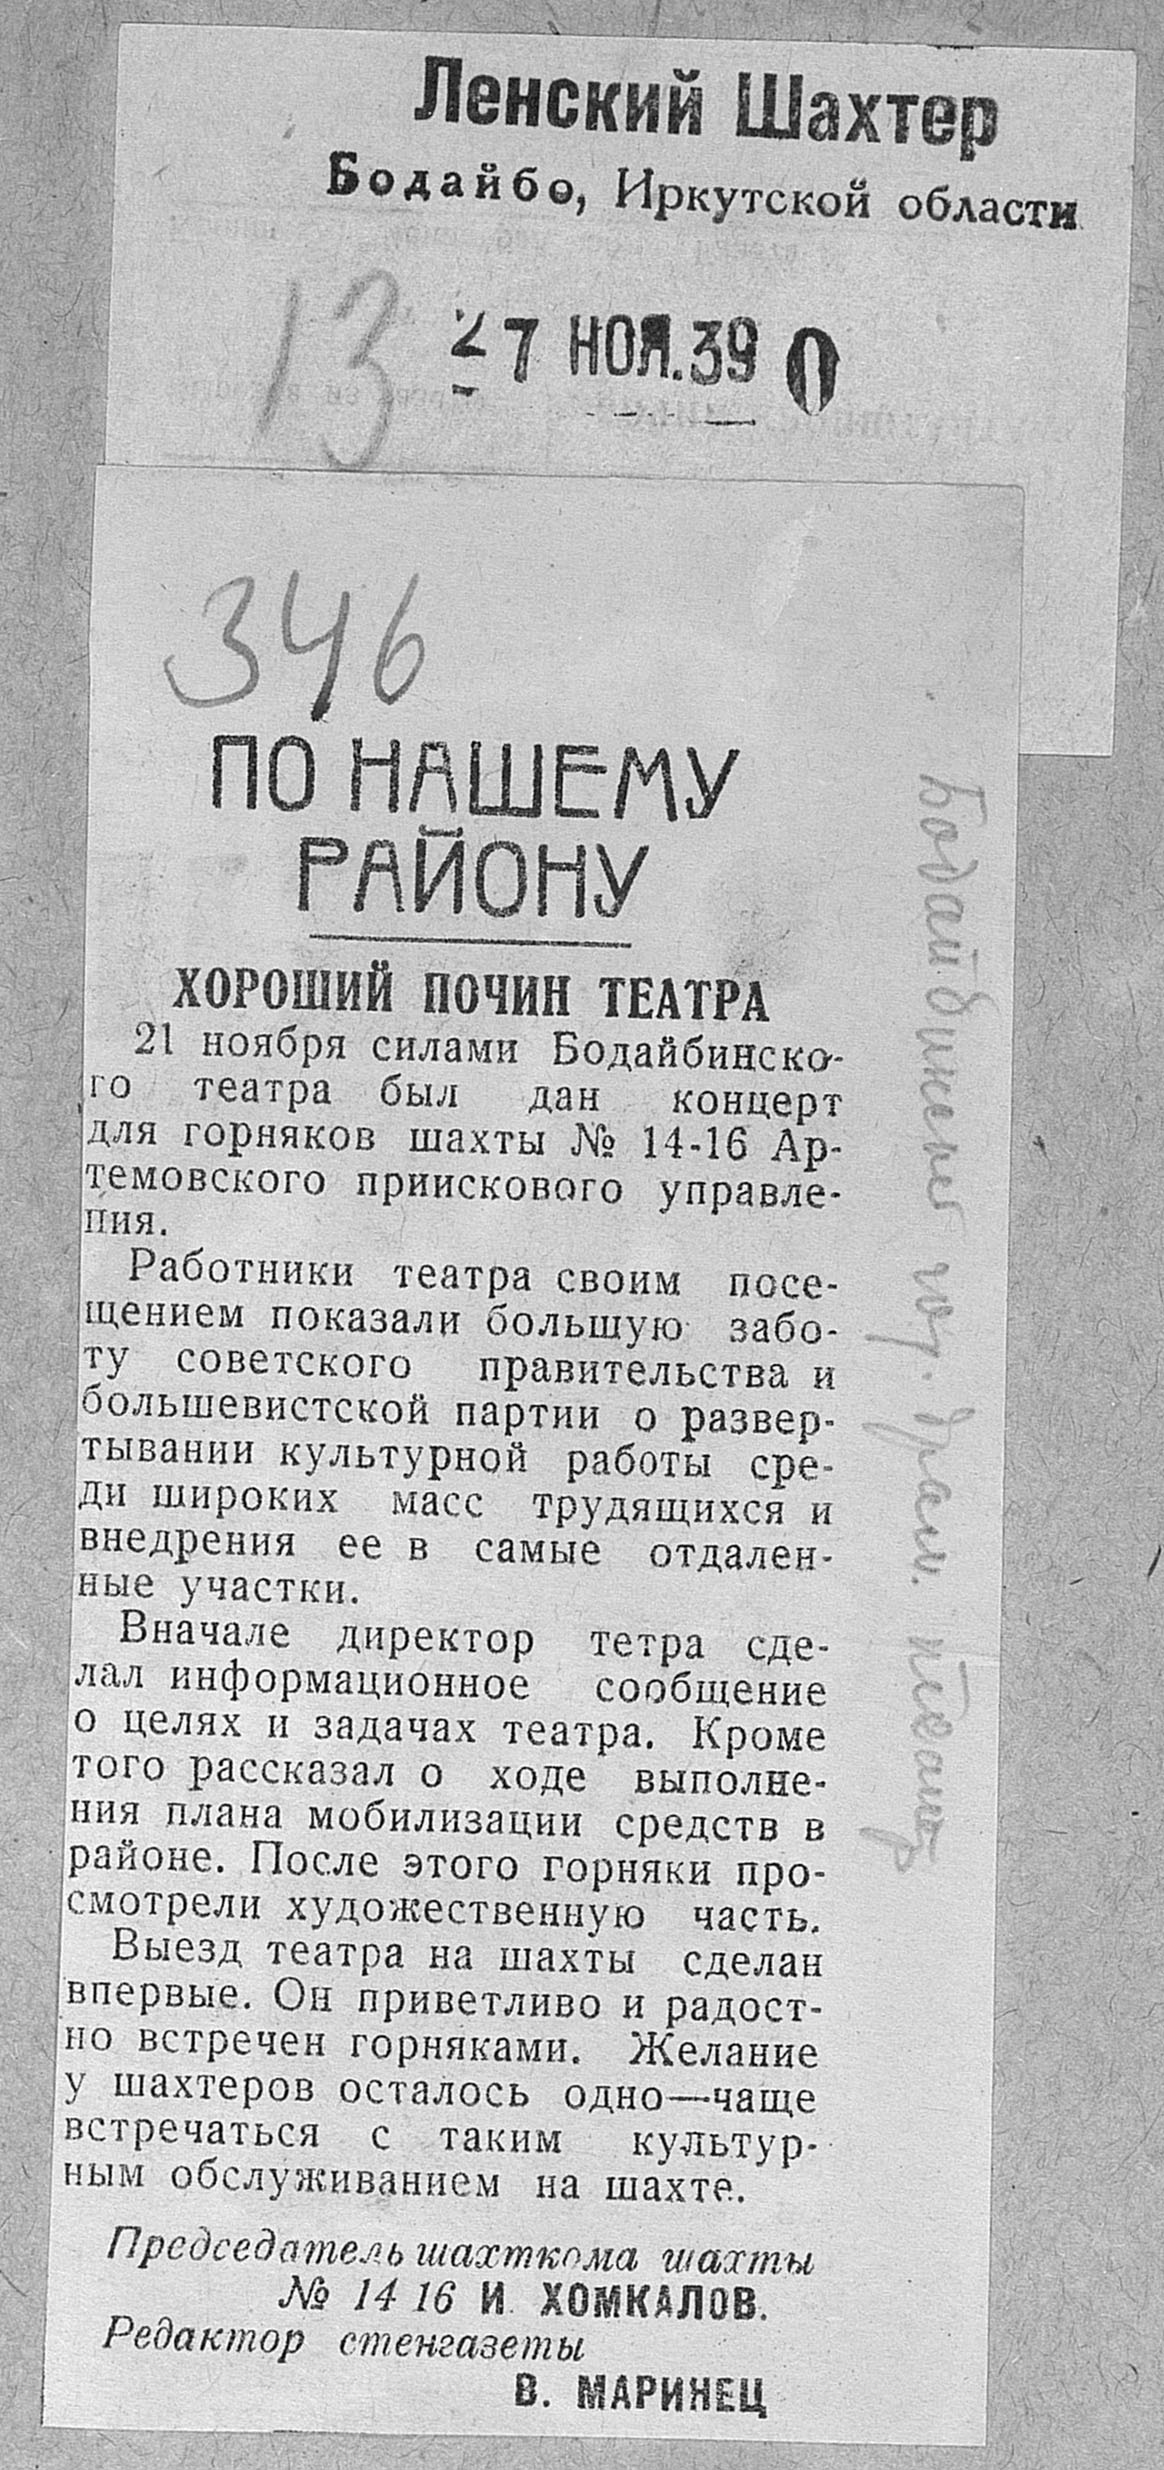 Ленский Шахтер
Бодайбо, Иркутской области
13
27 НОЯ.39 0
346
ПО НАШЕМУ
РАЙОНУ
ХОРОШИЙ ПОЧИН ТЕАТРА
21 ноября силами Бодайбинско-
го театра был дан концерт
для горняков шахты № 14-16 Ар-
темовского приискового управле-
ния.
Работники театра своим посе-
щением показали большую забо-
ту советского правительства и
большевистской партии о развер-
тывании культурной работы сре-
ди широких масс трудящихся и
внедрения ее в самые отдален-
ные участки.
Вначале директор тетра сде-
лал информационное сообщение
о целях и задачах театра. Кроме
того рассказал о ходе выполне-
ния плана мобилизации средств в
районе. После этого горняки про-
смотрели художественную часть.
Выезд театра на шахты сделан
впервые. Он приветливо и радост-
но встречен горняками. Желание
у шахтеров осталось одно—чаще
встречаться с таким культур-
ным обслуживанием на шахте.
Председатель шахткома шахты
№ 14 16 И. ХОМКАЛОВ.
Редактор стенгазеты
В. МАРИНЕЦ
Бодайбинский гор. драм. театр